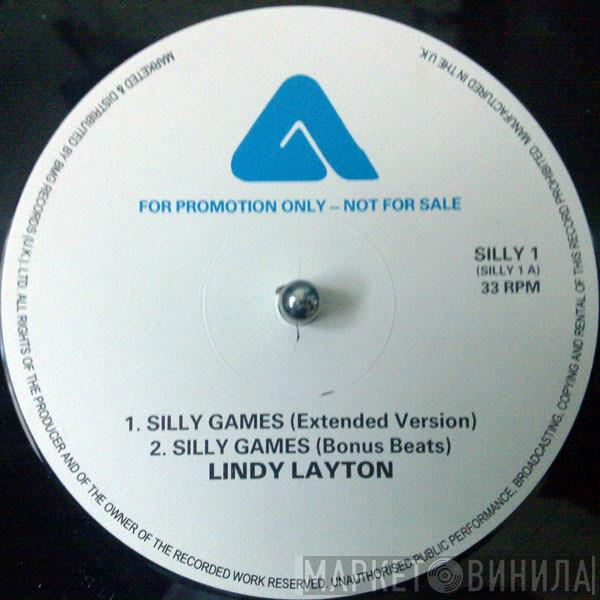 FOR PROMOTION ONLY – NOT FOR SALE
SILLY 1
(SILLY 1 A)
33 RPM
1. SILLY GAMES (Extended Version)
2. SILLY GAMES (Bonus Beats)
LINDY LAYTON
MARKETED & DISTRIBUTED BY BMG RECORDS (U.K.) LTD. ALL RIGHTS OF THE PRODUCER AND OF THE OWNER OF THE RECORDED WORK RESERVED, UNAUTHORISED PUBLIC PERFORMANCE, BROADCASTING, COPYING AND RENTAL OF THIS RECORD PROHIBITED. MANUFACTURED IN THE U.K.
МАРКЕТ ВИНИЛА